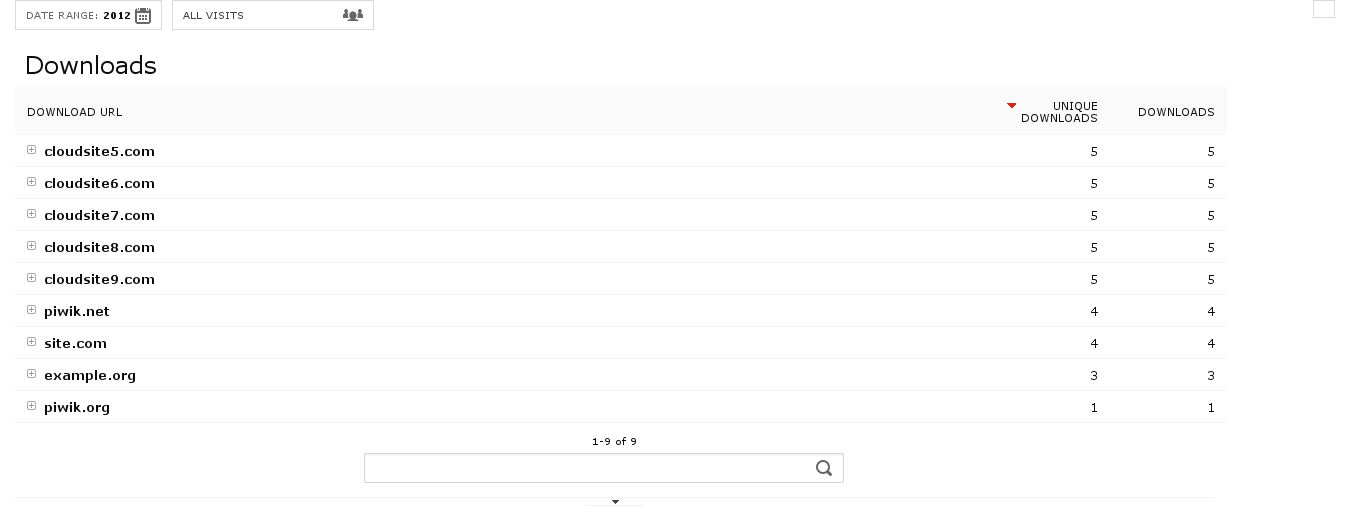 DATE RANGE: 2012 ALL VISITS
Downloads
DOWNLOAD URL UNIQUE DOWNLOADS DOWNLOADS
cloudsite5.com 5 5
cloudsite6.com 5 5
cloudsite7.com 5 5
cloudsite8.com 5 5
cloudsite9.com 5 5
piwik.net 4 4
site.com 4 4
example.org 3 3
piwik.org 1 1
1-9 of 9